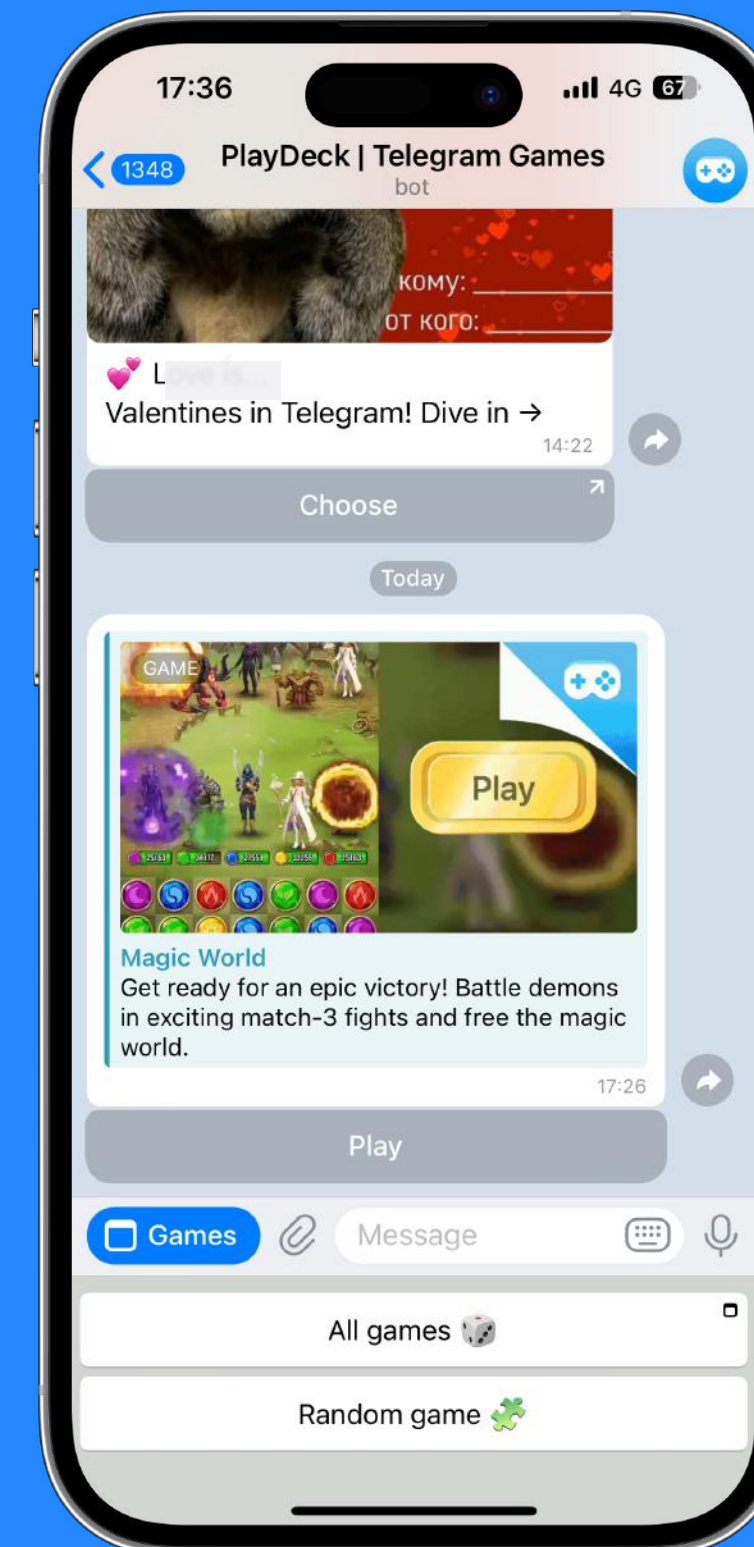 17:36
4G 67
1348
PlayDeck | Telegram Games
bot
кому:
от кого:
💕 Love is...
Valentines in Telegram! Dive in →
14:22
Choose
Today
GAME
Play
Magic World
Get ready for an epic victory! Battle demons
in exciting match-3 fights and free the magic
world.
17:26
Play
Games
Message
All games 🎲
Random game 🧩